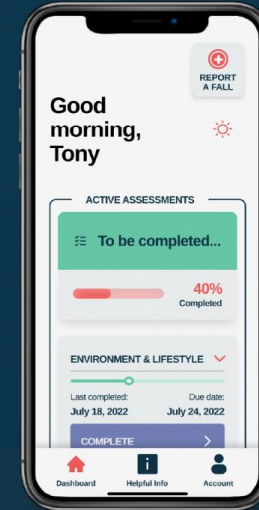 REPORT
A FALL
Good
morning,
Tony
ACTIVE ASSESSMENTS
To be completed...
40%
Completed
ENVIRONMENT & LIFESTYLE
Last completed:
Due date:
July 18, 2022
July 24, 2022
COMPLETE
Dashboard
Helpful Info
Account